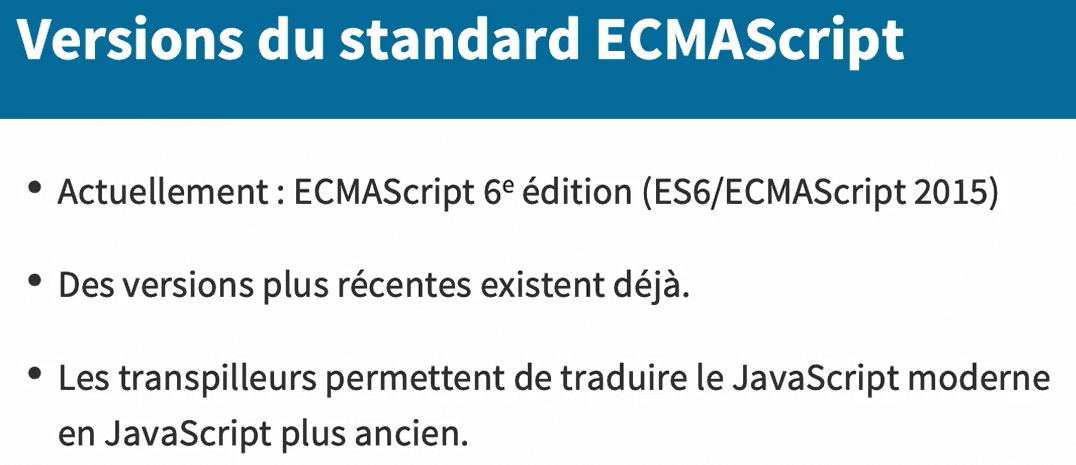 Versions du standard ECMAScript
• Actuellement : ECMAScript 6ᵉ édition (ES6/ECMAScript 2015)
• Des versions plus récentes existent déjà.
• Les transpilleurs permettent de traduire le JavaScript moderne
en JavaScript plus ancien.